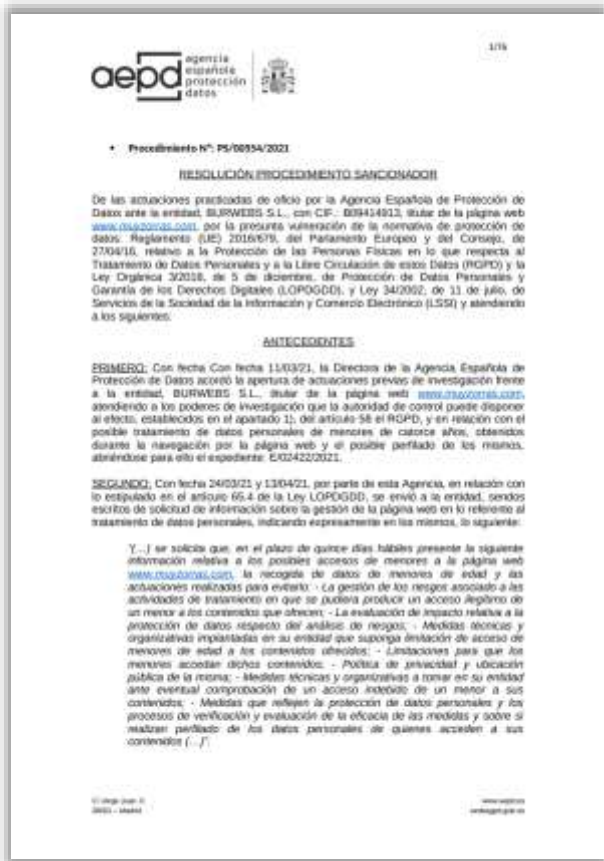 1/76
aepd
agencia
española
protección
datos
• Procedimiento Nº: PS/00554/2021
RESOLUCIÓN PROCEDIMIENTO SANCIONADOR
De las actuaciones practicadas de oficio por la Agencia Española de Protección de
Datos ante la entidad, BURWEBS S.L., con CIF.: B09414913, titular de la página web
www.muyzorras.com, por la presunta vulneración de la normativa de protección de
datos: Reglamento (UE) 2016/679, del Parlamento Europeo y del Consejo, de
27/04/16, relativo a la Protección de las Personas Físicas en lo que respecta al
Tratamiento de Datos Personales y a la Libre Circulación de estos Datos (RGPD) y la
Ley Orgánica 3/2018, de 5 de diciembre, de Protección de Datos Personales y
Garantía de los Derechos Digitales (LOPDGDD), y Ley 34/2002, de 11 de julio, de
Servicios de la Sociedad de la Información y Comercio Electrónico (LSSI) y atendiendo
a los siguientes:
ANTECEDENTES
PRIMERO: Con fecha Con fecha 11/03/21, la Directora de la Agencia Española de
Protección de Datos acordó la apertura de actuaciones previas de investigación frente
a la entidad, BURWEBS S.L., titular de la página web www.muyzorras.com,
atendiendo a los poderes de investigación que la autoridad de control puede disponer
al efecto, establecidos en el apartado 1), del artículo 58 el RGPD, y en relación con el
posible tratamiento de datos personales de menores de catorce años, obtenidos
durante la navegación por la página web y el posible perfilado de los mismos,
abriéndose para ello el expediente: E/02422/2021.
SEGUNDO: Con fecha 24/03/21 y 13/04/21, por parte de esta Agencia, en relación con
lo estipulado en el artículo 65.4 de la Ley LOPDGDD, se envió a la entidad, sendos
escritos de solicitud de información sobre la gestión de la página web en lo referente al
tratamiento de datos personales, indicando expresamente en los mismos, lo siguiente:
"(…) se solicita que, en el plazo de quince días hábiles presente la siguiente
información relativa a los posibles accesos de menores a la página web
www.muyzorras.com, la recogida de datos de menores de edad y las
actuaciones realizadas para evitarlo: - La gestión de los riesgos asociado a las
actividades de tratamiento en que se pudiera producir un acceso ilegítimo de
un menor a los contenidos que ofrecen; - La evaluación de impacto relativa a la
protección de datos respecto del análisis de riesgos; - Medidas técnicas y
organizativas implantadas en su entidad que suponga limitación de acceso de
menores de edad a los contenidos ofrecidos; - Limitaciones para que los
menores accedan dichos contenidos; - Política de privacidad y ubicación
pública de la misma; - Medidas técnicas y organizativas a tomar en su entidad
ante eventual comprobación de un acceso indebido de un menor a sus
contenidos; - Medidas que reflejen la protección de datos personales y los
procesos de verificación y evaluación de la eficacia de las medidas y sobre si
realizan perfilado de los datos personales de quienes acceden a sus
contenidos (…)".
C/ Jorge Juan, 6
28001 – Madrid
www.aepd.es
sedeagpd.gob.es